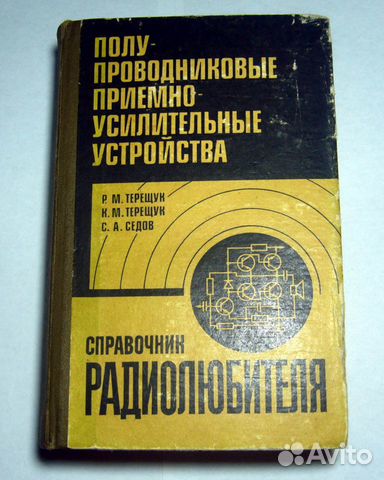 ПОЛУ-
ПРОВОДНИКОВЫЕ
ПРИЕМНО-
УСИЛИТЕЛЬНЫЕ
УСТРОЙСТВА
Р. М. ТЕРЕЩУК
К. М. ТЕРЕЩУК
С. А. СЕДОВ
СПРАВОЧНИК
РАДИОЛЮБИТЕЛЯ
Avito